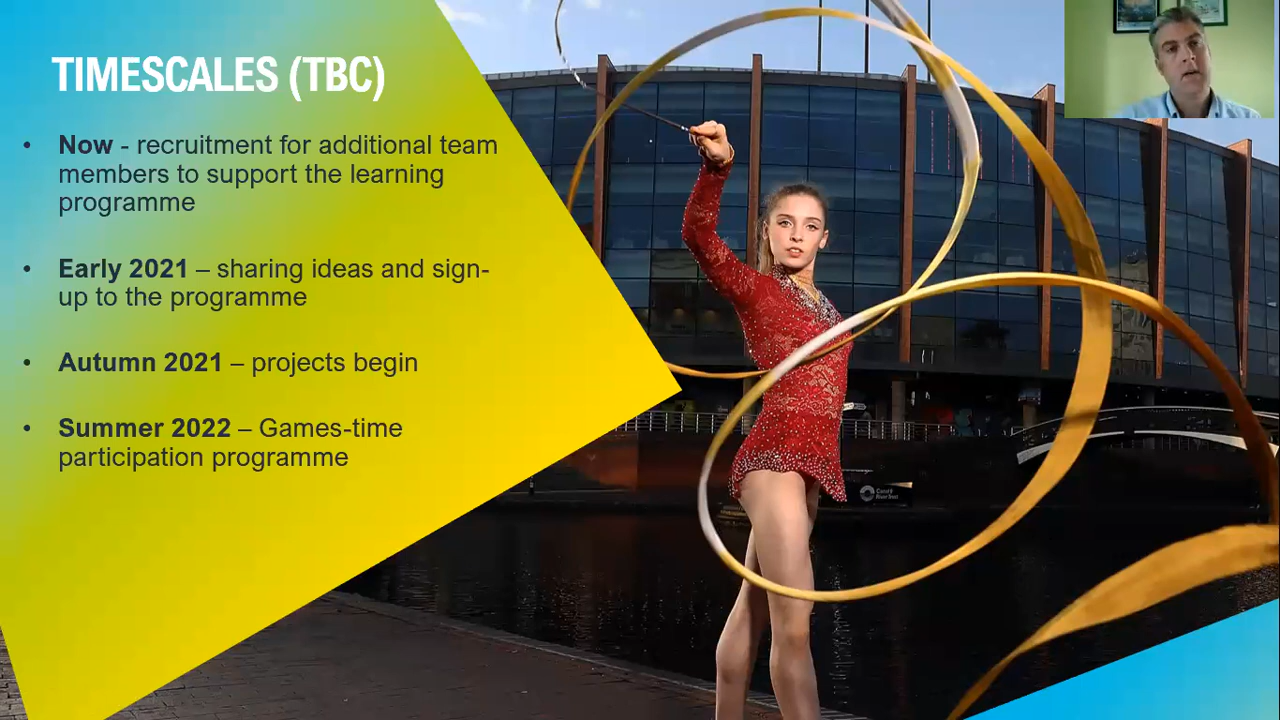 TIMESCALES (TBC)
• Now - recruitment for additional team
members to support the learning
programme
• Early 2021 – sharing ideas and sign-
up to the programme
• Autumn 2021 – projects begin
• Summer 2022 – Games-time
participation programme